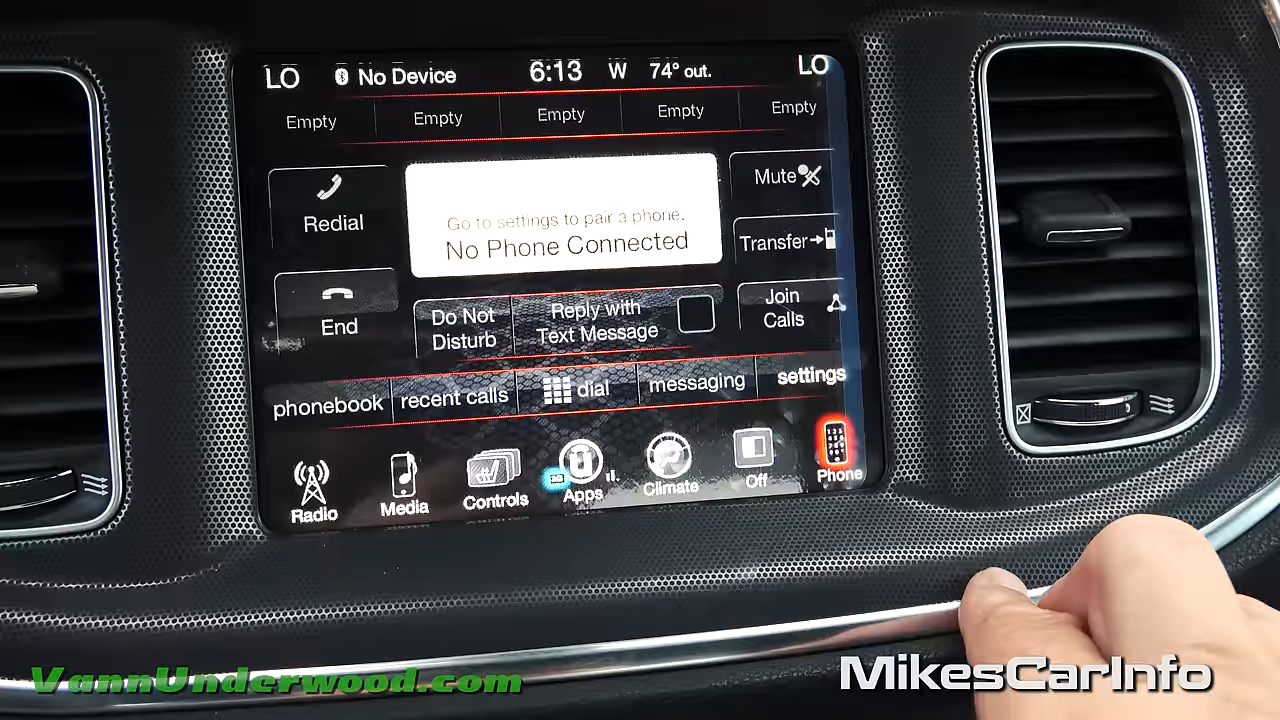 LO No Device 6:13 W 74° out. LO
Empty Empty Empty Empty Empty
Redial
Go to settings to pair a phone.
No Phone Connected
Mute
Transfer
End
Do Not
Disturb
Reply with
Text Message
Join
Calls
phonebook recent calls dial messaging settings
Radio Media Controls Apps Climate Off Phone
VannUnderwood.com
MikesCarInfo